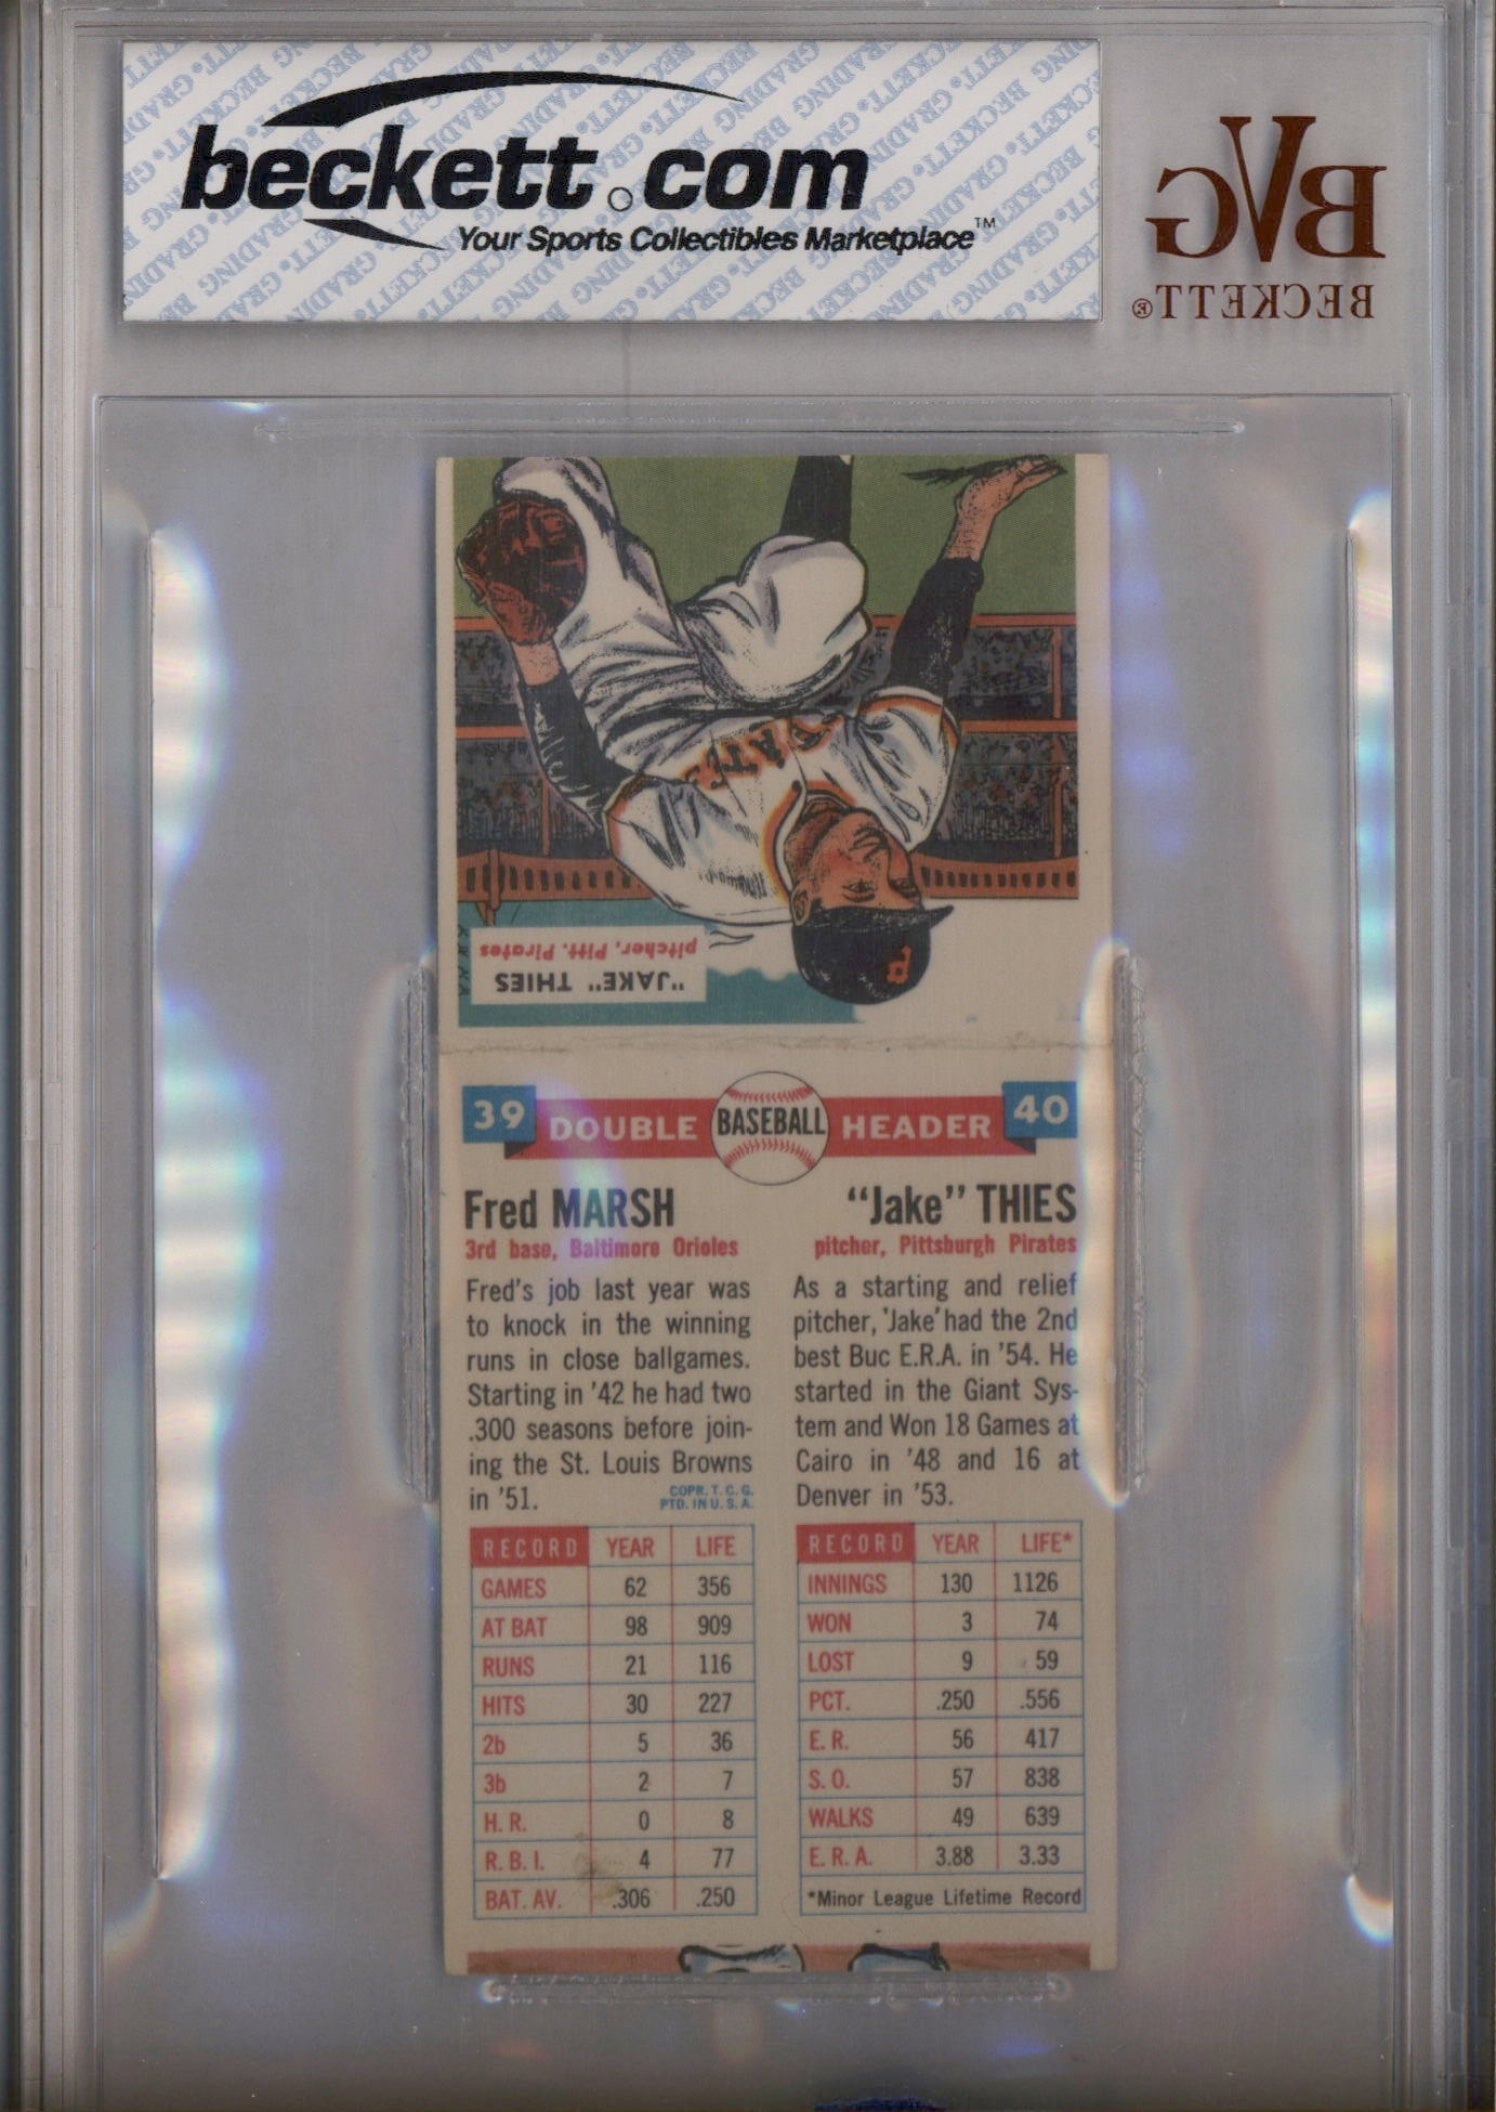 beckett.com
Your Sports Collectibles Marketplace™
BVG
BECKETT®
"JAKE" THIES
pitcher, Pitt. Pirates
39 DOUBLE BASEBALL HEADER 40
Fred MARSH
3rd base, Baltimore Orioles
Fred's job last year was
to knock in the winning
runs in close ballgames.
Starting in '42 he had two
.300 seasons before join-
ing the St. Louis Browns
in '51.
COPR. T. C. G.
PTD. IN U. S. A.
RECORD YEAR LIFE
GAMES 62 356
AT BAT 98 909
RUNS 21 116
HITS 30 227
2b 5 36
3b 2 7
H. R. 0 8
R. B. I. 4 77
BAT. AV. .306 .250
"Jake" THIES
pitcher, Pittsburgh Pirates
As a starting and relief
pitcher, 'Jake' had the 2nd
best Buc E.R.A. in '54. He
started in the Giant Sys-
tem and Won 18 Games at
Cairo in '48 and 16 at
Denver in '53.
RECORD YEAR LIFE*
INNINGS 130 1126
WON 3 74
LOST 9 59
PCT. .250 .556
E. R. 56 417
S. O. 57 838
WALKS 49 639
E. R. A. 3.88 3.33
*Minor League Lifetime Record